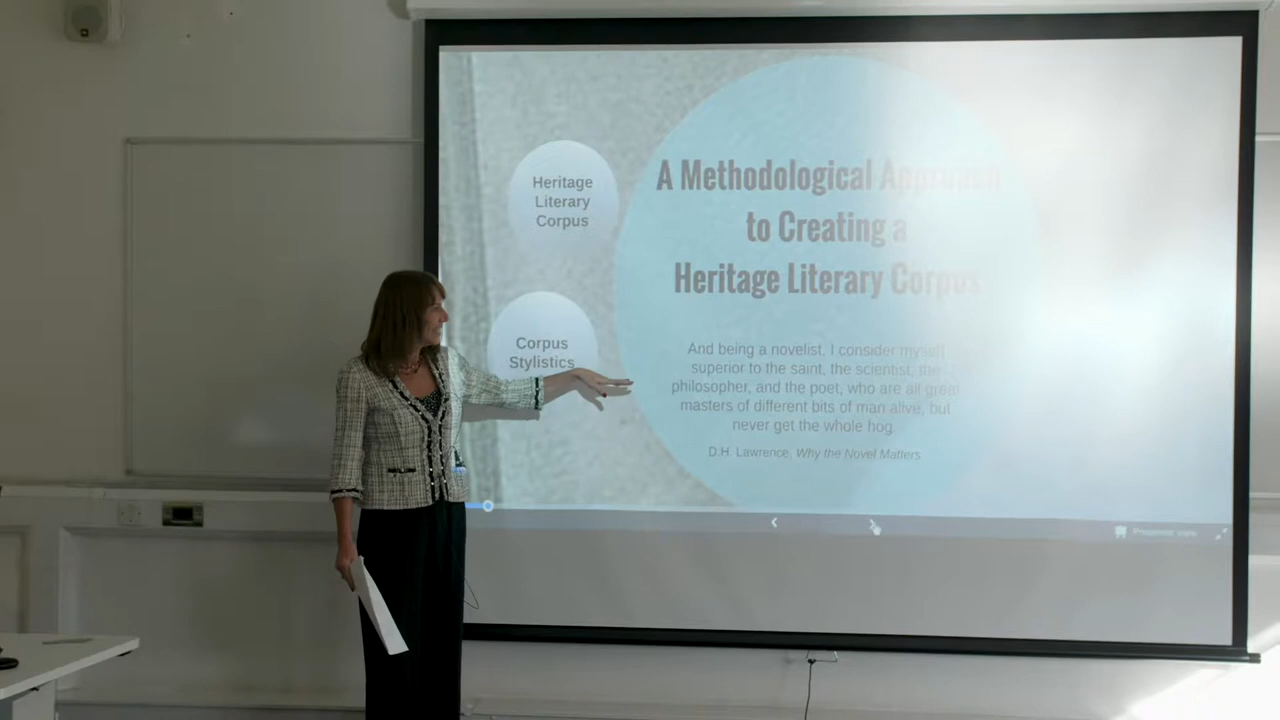 Heritage
Literary
Corpus
Corpus
Stylistics
A Methodological Approach
to Creating a
Heritage Literary Corpus
And being a novelist, I consider myself
superior to the saint, the scientist, the
philosopher, and the poet, who are all great
masters of different bits of man alive, but
never get the whole hog.
D.H. Lawrence, Why the Novel Matters